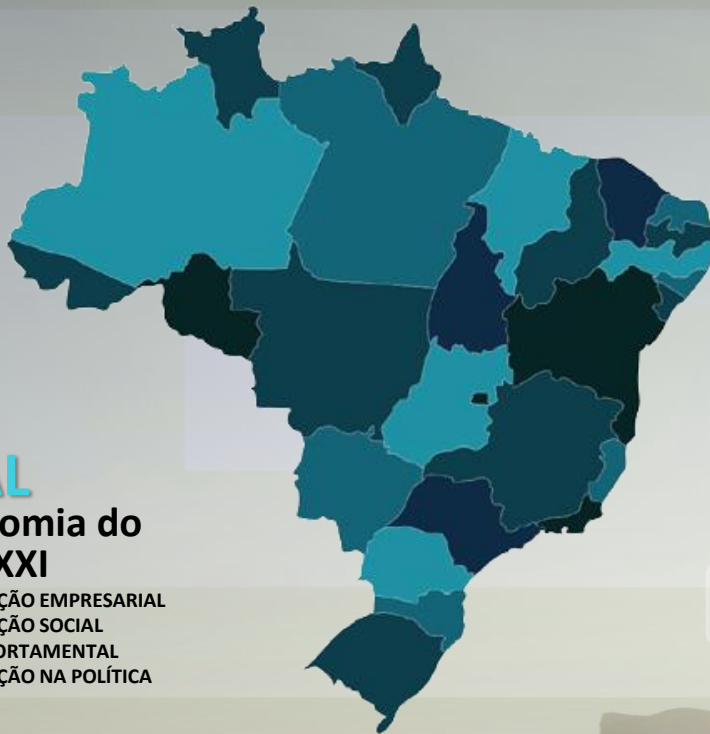 AL
omia do
XXI
ÇÃO EMPRESARIAL
ÇÃO SOCIAL
ORTAMENTAL
ÇÃO NA POLÍTICA